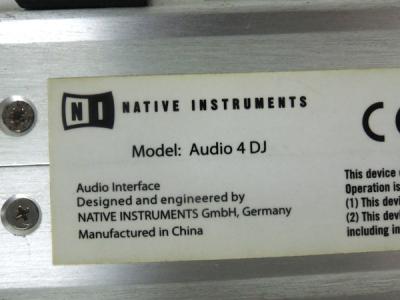 NI NATIVE INSTRUMENTS
Model: Audio 4 DJ
Audio Interface
Designed and engineered by
NATIVE INSTRUMENTS GmbH, Germany
Manufactured in China
CE
This device
Operation is
(1) This devi
(2) This devi
including in